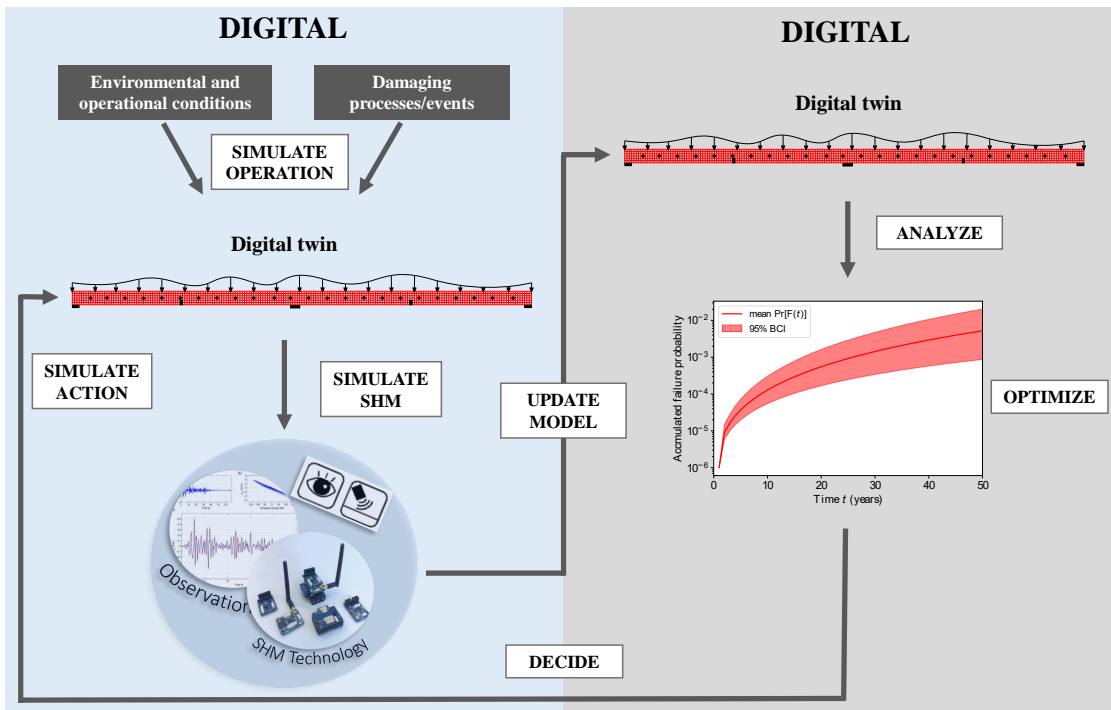 DIGITAL
Environmental and
operational conditions
Damaging
processes/events
SIMULATE
OPERATION
Digital twin
SIMULATE
ACTION
SIMULATE
SHM
Observation
SHM Technology
UPDATE
MODEL
DECIDE
DIGITAL
Digital twin
ANALYZE
OPTIMIZE
mean Pr[F(t)]
95% BCI
Accmulated failure probability
10⁻²
10⁻³
10⁻⁴
10⁻⁵
10⁻⁶
0 10 20 30 40 50
Time t (years)